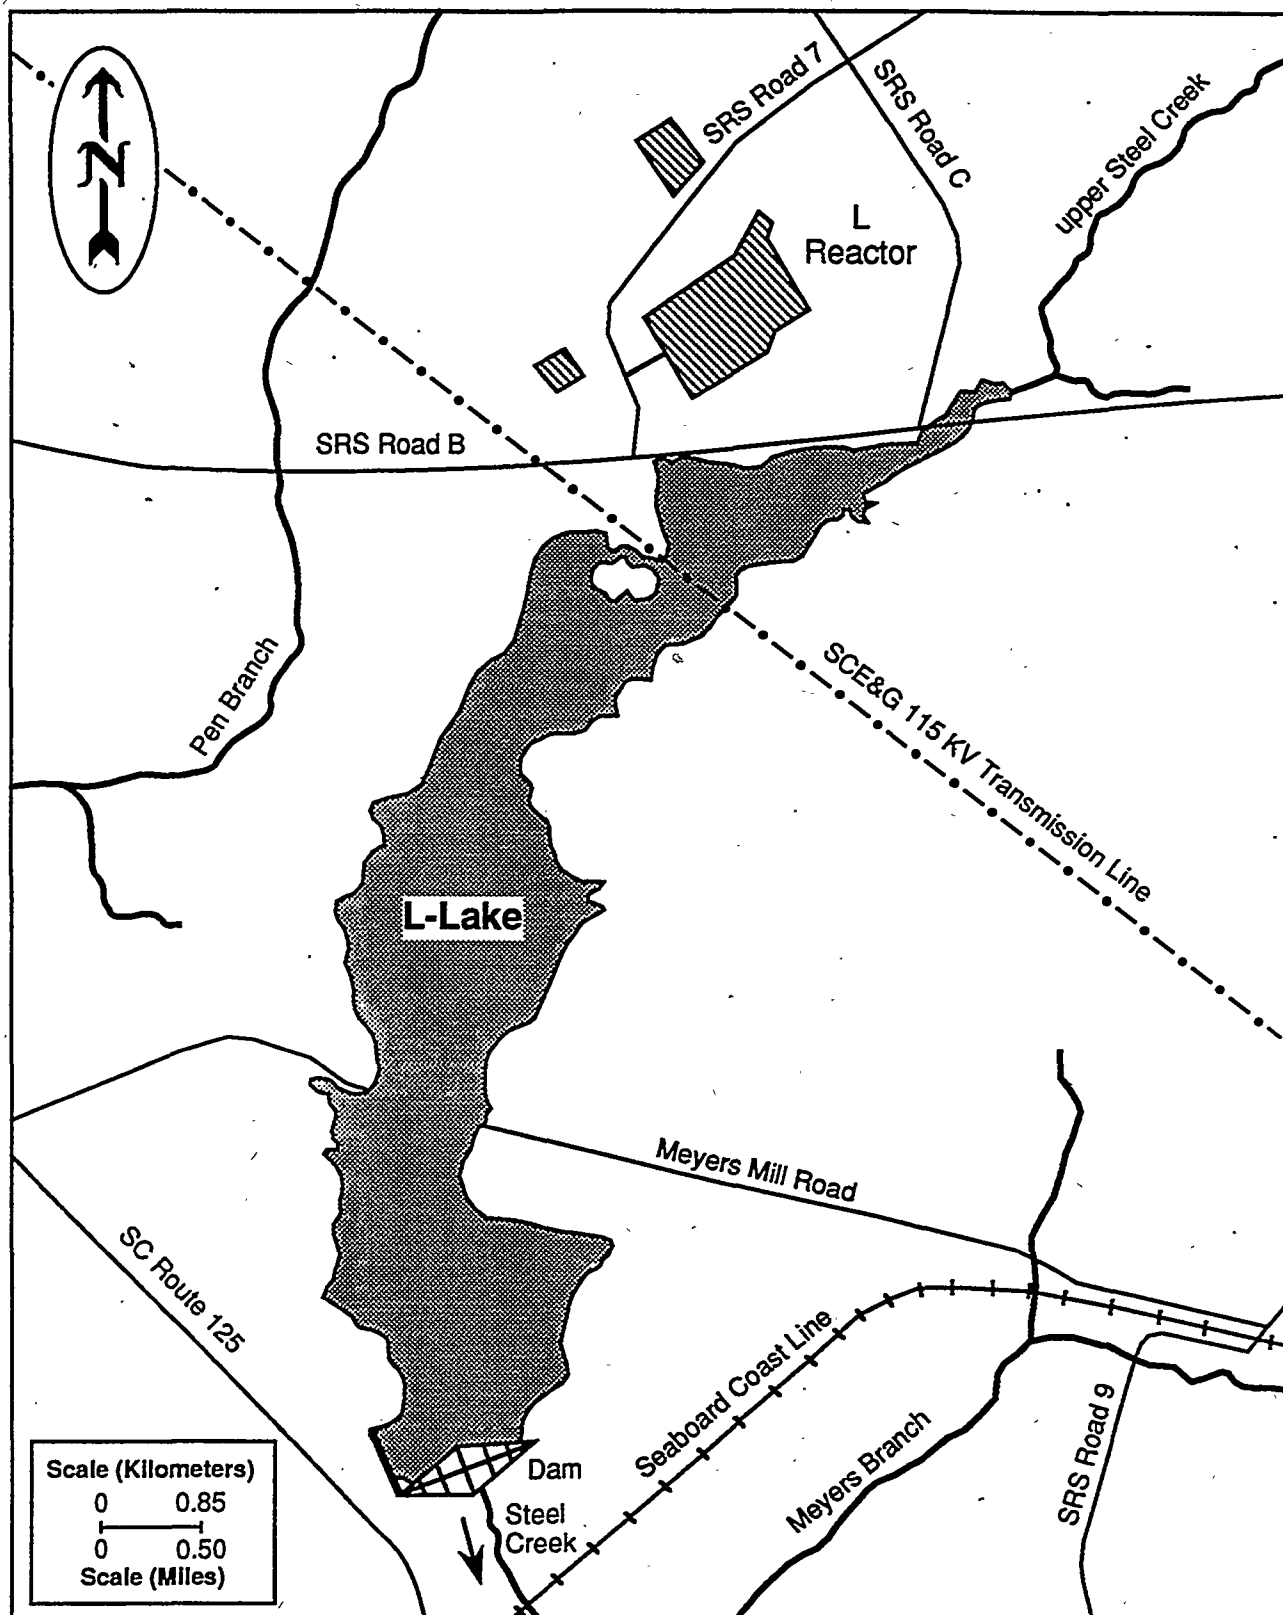 N
SRS Road 7
SRS Road C
upper Steel Creek
L
Reactor
SRS Road B
Pen Branch
SCE&G 115 KV Transmission Line
L-Lake
Meyers Mill Road
SC Route 125
Seaboard Coast Line
Meyers Branch
SRS Road 9
Dam
Steel
Creek
Scale (Kilometers)
0 0.85
0 0.50
Scale (Miles)